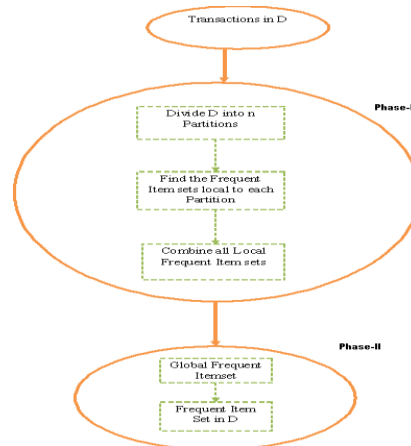 Transactions in D
Phase-I
Divide D into n
Partitions
Find the Frequent
Item sets local to each
Partition
Combine all Local
Frequent Item sets
Phase-II
Global Frequent
Itemset
Frequent Item
Set in D